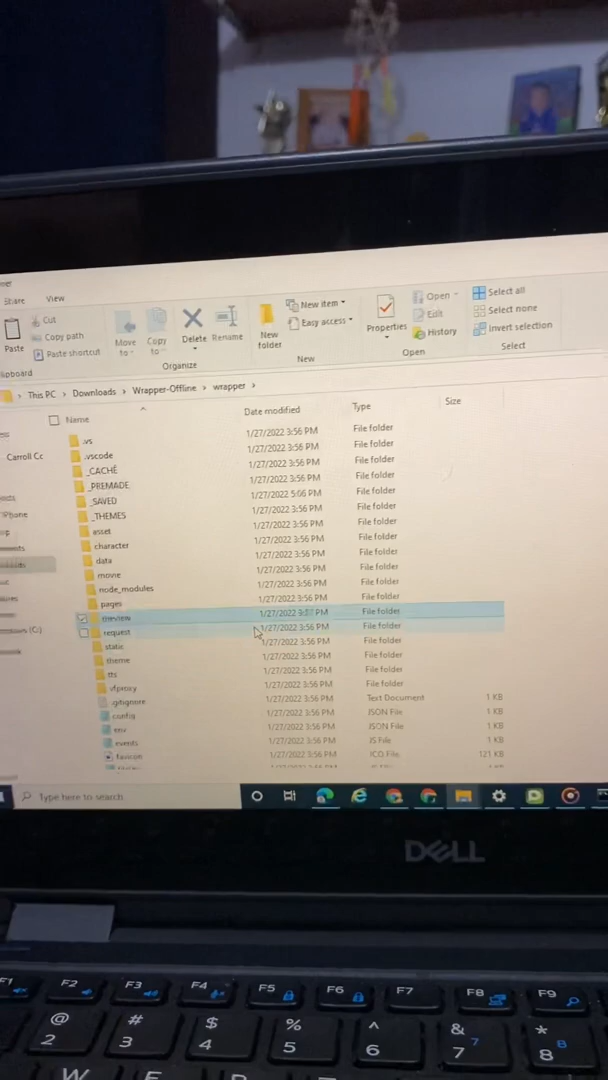 Share View
Cut
Copy path
Paste shortcut
Paste
Move to
Copy to
Delete
Rename
Organize
New folder
New item
Easy access
New
Properties
Open
Edit
History
Open
Select all
Select none
Invert selection
Select
This PC > Downloads > Wrapper-Offline > wrapper >
Name Date modified Type Size
.vs 1/27/2022 3:56 PM File folder
.vscode 1/27/2022 3:56 PM File folder
_CACHÉ 1/27/2022 3:56 PM File folder
_PREMADE 1/27/2022 3:56 PM File folder
_SAVED 1/27/2022 5:06 PM File folder
_THEMES 1/27/2022 3:56 PM File folder
asset 1/27/2022 3:56 PM File folder
character 1/27/2022 3:56 PM File folder
data 1/27/2022 3:56 PM File folder
movie 1/27/2022 3:56 PM File folder
node_modules 1/27/2022 3:56 PM File folder
pages 1/27/2022 3:56 PM File folder
1/27/2022 File folder
request 1/27/2022 3:56 PM File folder
static 1/27/2022 3:56 PM File folder
theme 1/27/2022 3:56 PM File folder
tts 1/27/2022 3:56 PM File folder
vfproxy 1/27/2022 3:56 PM File folder
.gitignore 1/27/2022 3:56 PM Text Document 1 KB
config 1/27/2022 3:56 PM JSON File 1 KB
env 1/27/2022 3:56 PM JSON File 1 KB
events 1/27/2022 3:56 PM JS File 1 KB
favicon 1/27/2022 3:56 PM ICO File 121 KB
Carroll Cc
Type here to search
DELL
F1 F2 F3 F4 F5 F6 F7 F8 F9
@ # $ % ^ & *
2 3 4 5 6 7 7 8 8
W E